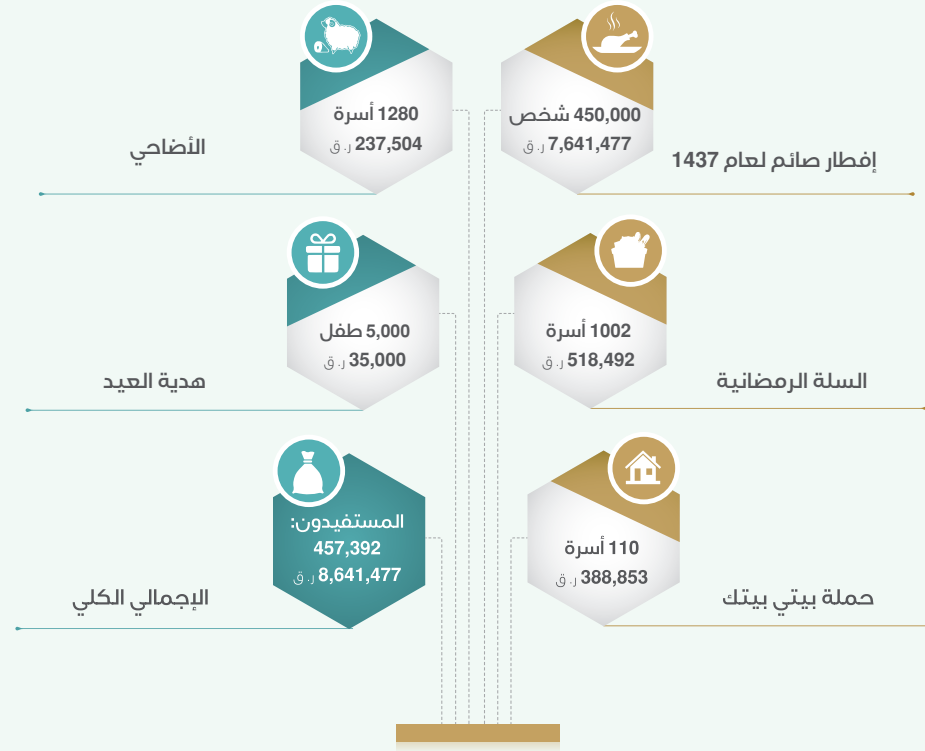 450,000 شخص
7,641,477 ر. ق
إفطار صائم لعام 1437
1280 أسرة
237,504 ر. ق
الأضاحي
1002 أسرة
518,492 ر. ق
السلة الرمضانية
5,000 طفل
35,000 ر. ق
هدية العيد
110 أسرة
388,853 ر. ق
حملة بيتي بيتك
المستفيدون:
457,392
8,641,477 ر. ق
الإجمالي الكلي